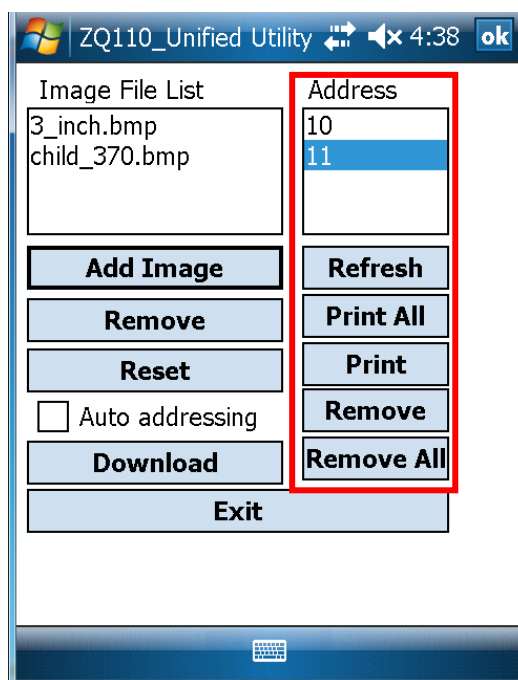 ZQ110_Unified Utility 4:38 ok
Image File List
3_inch.bmp
child_370.bmp
Add Image
Remove
Reset
Auto addressing
Download
Address
10
11
Refresh
Print All
Print
Remove
Remove All
Exit